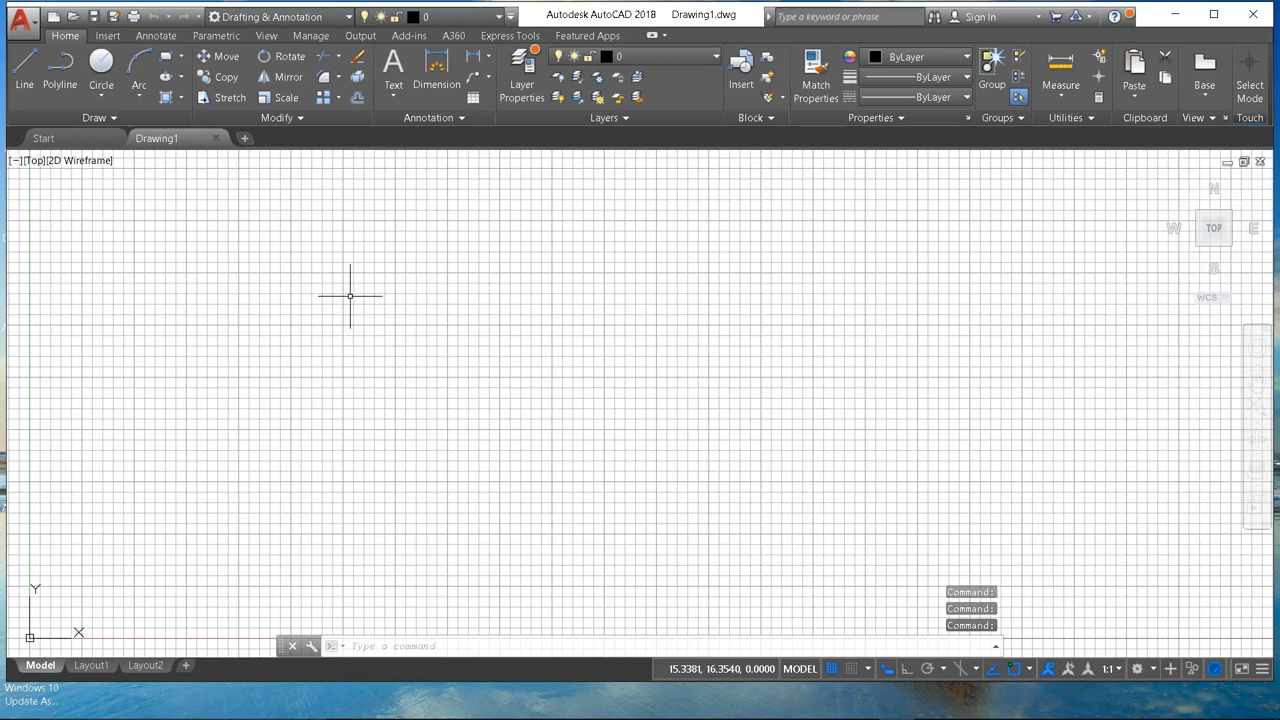 A Drafting & Annotation 0 Autodesk AutoCAD 2018 Drawing1.dwg Type a keyword or phrase Sign In ?
Home Insert Annotate Parametric View Manage Output Add-ins A360 Express Tools Featured Apps
Line Polyline Circle Arc Move Copy Stretch Rotate Mirror Scale A Text Dimension Layer Properties 0 Insert Match Properties ByLayer ByLayer ByLayer Group Measure Paste Base Select Mode
Draw Modify Annotation Layers Block Properties Groups Utilities Clipboard View Touch
Start Drawing1
[−][Top][2D Wireframe]
N
W TOP E
S
WCS
Y
X
Command:
Command:
Command:
Type a command
Model Layout1 Layout2 15.3381, 16.3540, 0.0000 MODEL 1:1
Windows 10
Update As...